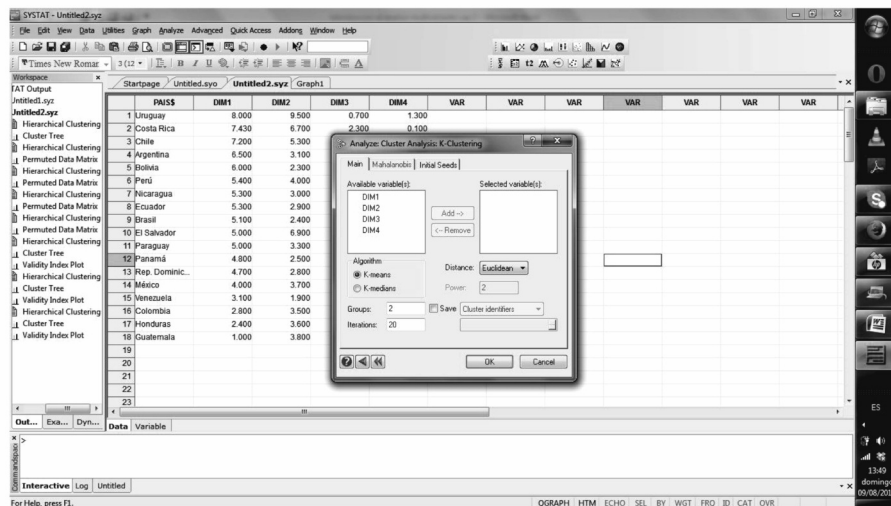 SYSTAT - Untitled2.syz
File Edit View Data Utilities Graph Analyze Advanced Quick Access Addons Window Help
Times New Romar 3 (12 B I U A
Workspace x
Startpage Untitled.syo Untitled2.syz Graph1
TAT Output
Jntitled1.syz
Jntitled2.syz
Hierarchical Clustering
Cluster Tree
Hierarchical Clustering
Permuted Data Matrix
Hierarchical Clustering
Permuted Data Matrix
Hierarchical Clustering
Permuted Data Matrix
Hierarchical Clustering
Cluster Tree
Validity Index Plot
Hierarchical Clustering
Cluster Tree
Validity Index Plot
Hierarchical Clustering
Cluster Tree
Validity Index Plot
PAIS$ DIM1 DIM2 DIM3 DIM4 VAR VAR VAR VAR VAR VAR VAR
1 Uruguay 8.000 9.500 0.700 1.300
2 Costa Rica 7.430 6.700 2.300 0.100
3 Chile 7.200 5.300
4 Argentina 6.500 3.100
5 Bolivia 6.000 2.300
6 Perú 5.400 4.000
7 Nicaragua 5.300 3.000
8 Ecuador 5.300 2.900
9 Brasil 5.100 2.400
10 El Salvador 5.000 6.900
11 Paraguay 5.000 3.300
12 Panamá 4.800 2.500
13 Rep. Dominic... 4.700 2.800
14 México 4.000 3.700
15 Venezuela 3.100 1.900
16 Colombia 2.800 3.500
17 Honduras 2.400 3.600
18 Guatemala 1.000 3.800
19
20
21
22
23
Analyze: Cluster Analysis: K-Clustering
Main Mahalanobis Initial Seeds
Available variable(s): Selected variable(s):
DIM1
DIM2
DIM3
DIM4
Add -->
<-- Remove
Algorithm
K-means
K-medians
Distance: Euclidean
Power: 2
Groups: 2 Save Cluster identifiers
Iterations: 20
OK Cancel
Out... Exa... Dyn... Data Variable
Commandspac
>
Interactive Log Untitled
For Help, press F1.
OGRAPH HTM ECHO SEL BY WGT FRQ ID CAT OVR
ES
13:49
domingo
09/08/201